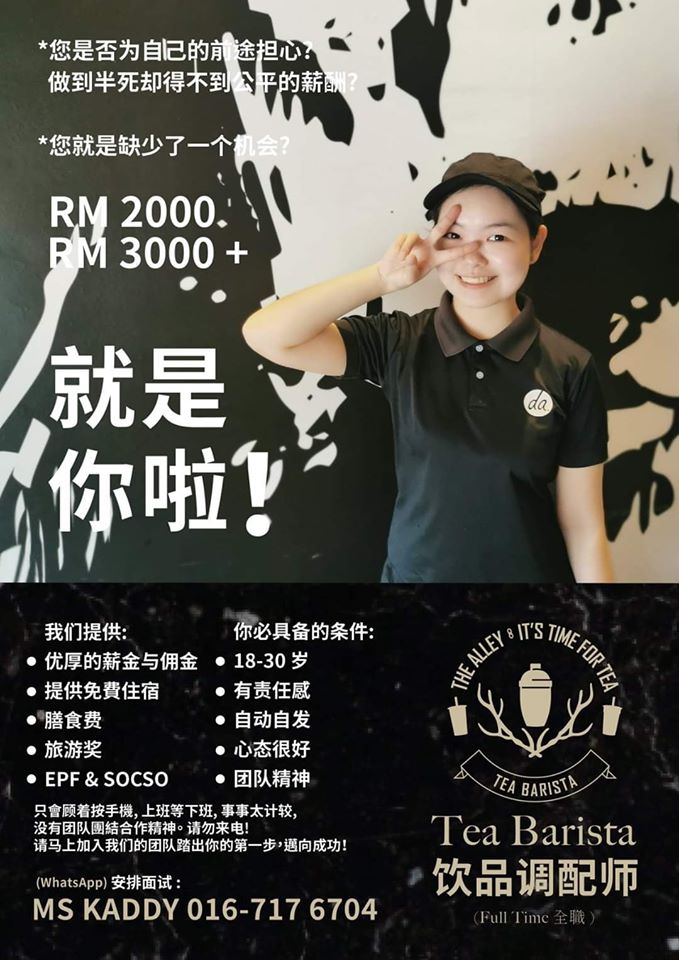 *您是否为自己的前途担心?
做到半死却得不到公平的薪酬?
*您就是缺少了一个机会?
RM 2000
RM 3000 +
就是
你啦!
da
我们提供:
• 优厚的薪金与佣金
• 提供免費住宿
• 膳食费
• 旅游奖
• EPF & SOCSO
你必具备的条件:
• 18-30 岁
• 有责任感
• 自动自发
• 心态很好
• 团队精神
只會顾着按手機, 上班等下班, 事事太计较,
没有团队團結合作精神。请勿来电!
请马上加入我们的团队踏出你的第一步,邁向成功!
(WhatsApp) 安排面试 :
MS KADDY 016-717 6704
THE ALLEY 8 IT'S TIME FOR TEA
TEA BARISTA
Tea Barista
饮品调配师
(Full Time 全職 )